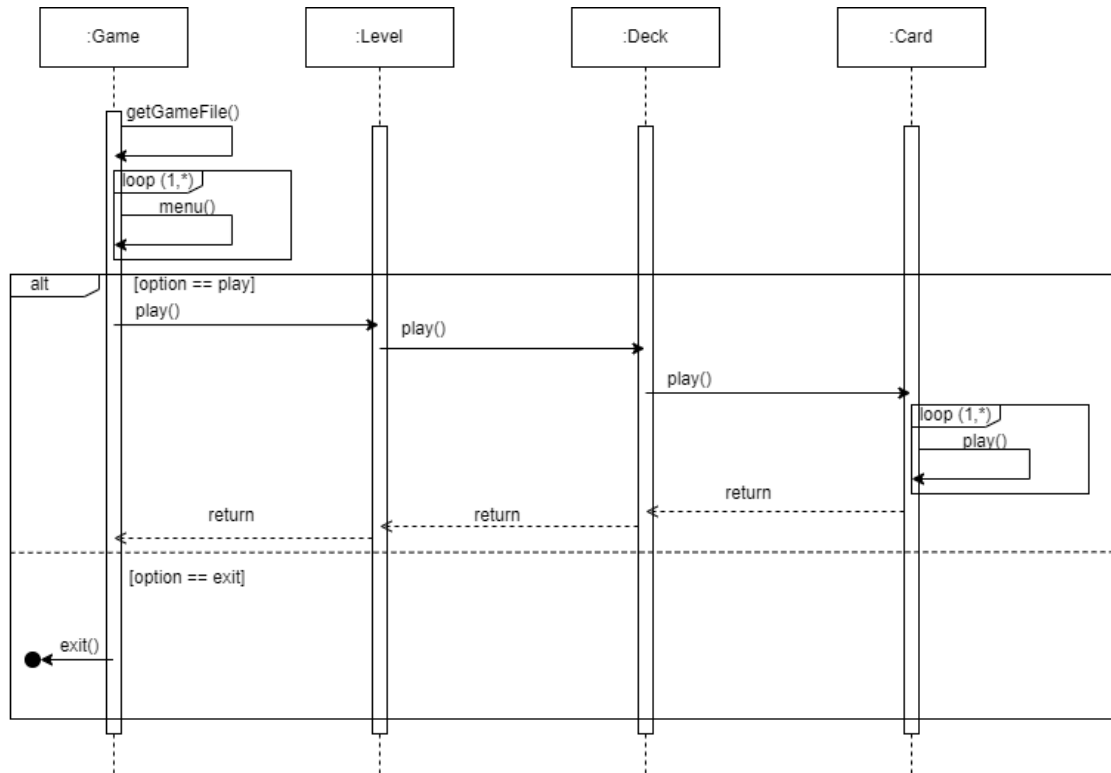 :Game
:Level
:Deck
:Card
getGameFile()
loop (1,*)
menu()
alt
[option == play]
play()
play()
play()
loop (1,*)
play()
return
return
return
[option == exit]
exit()